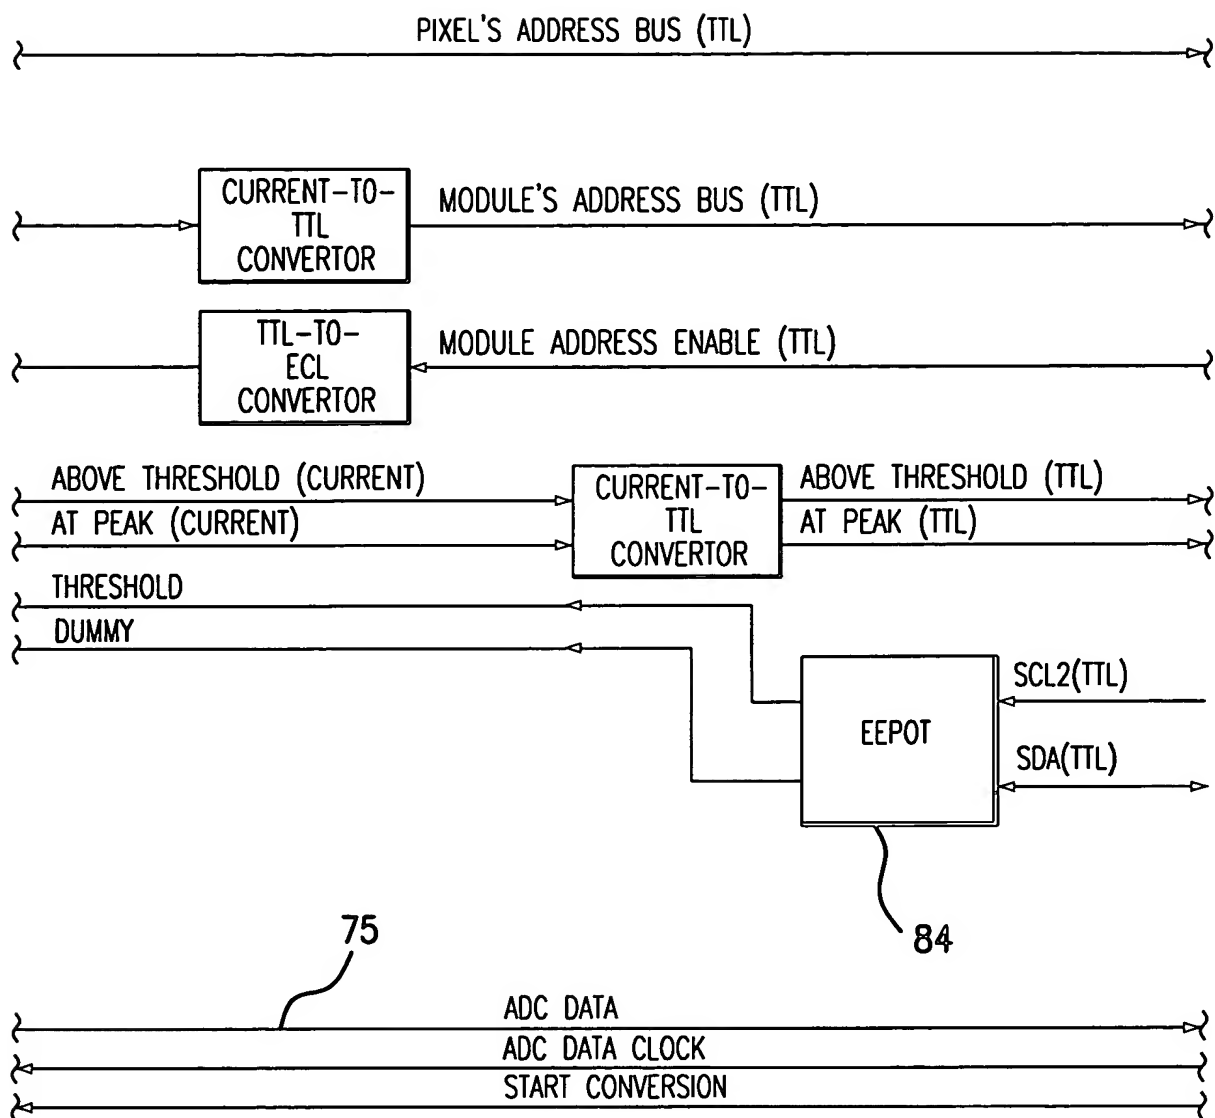 PIXEL'S ADDRESS BUS (TTL)
CURRENT-TO-
TTL
CONVERTOR
MODULE'S ADDRESS BUS (TTL)
TTL-TO-
ECL
CONVERTOR
MODULE ADDRESS ENABLE (TTL)
ABOVE THRESHOLD (CURRENT)
AT PEAK (CURRENT)
CURRENT-TO-
TTL
CONVERTOR
ABOVE THRESHOLD (TTL)
AT PEAK (TTL)
THRESHOLD
DUMMY
EEPOT
SCL2(TTL)
SDA(TTL)
84
75
ADC DATA
ADC DATA CLOCK
START CONVERSION